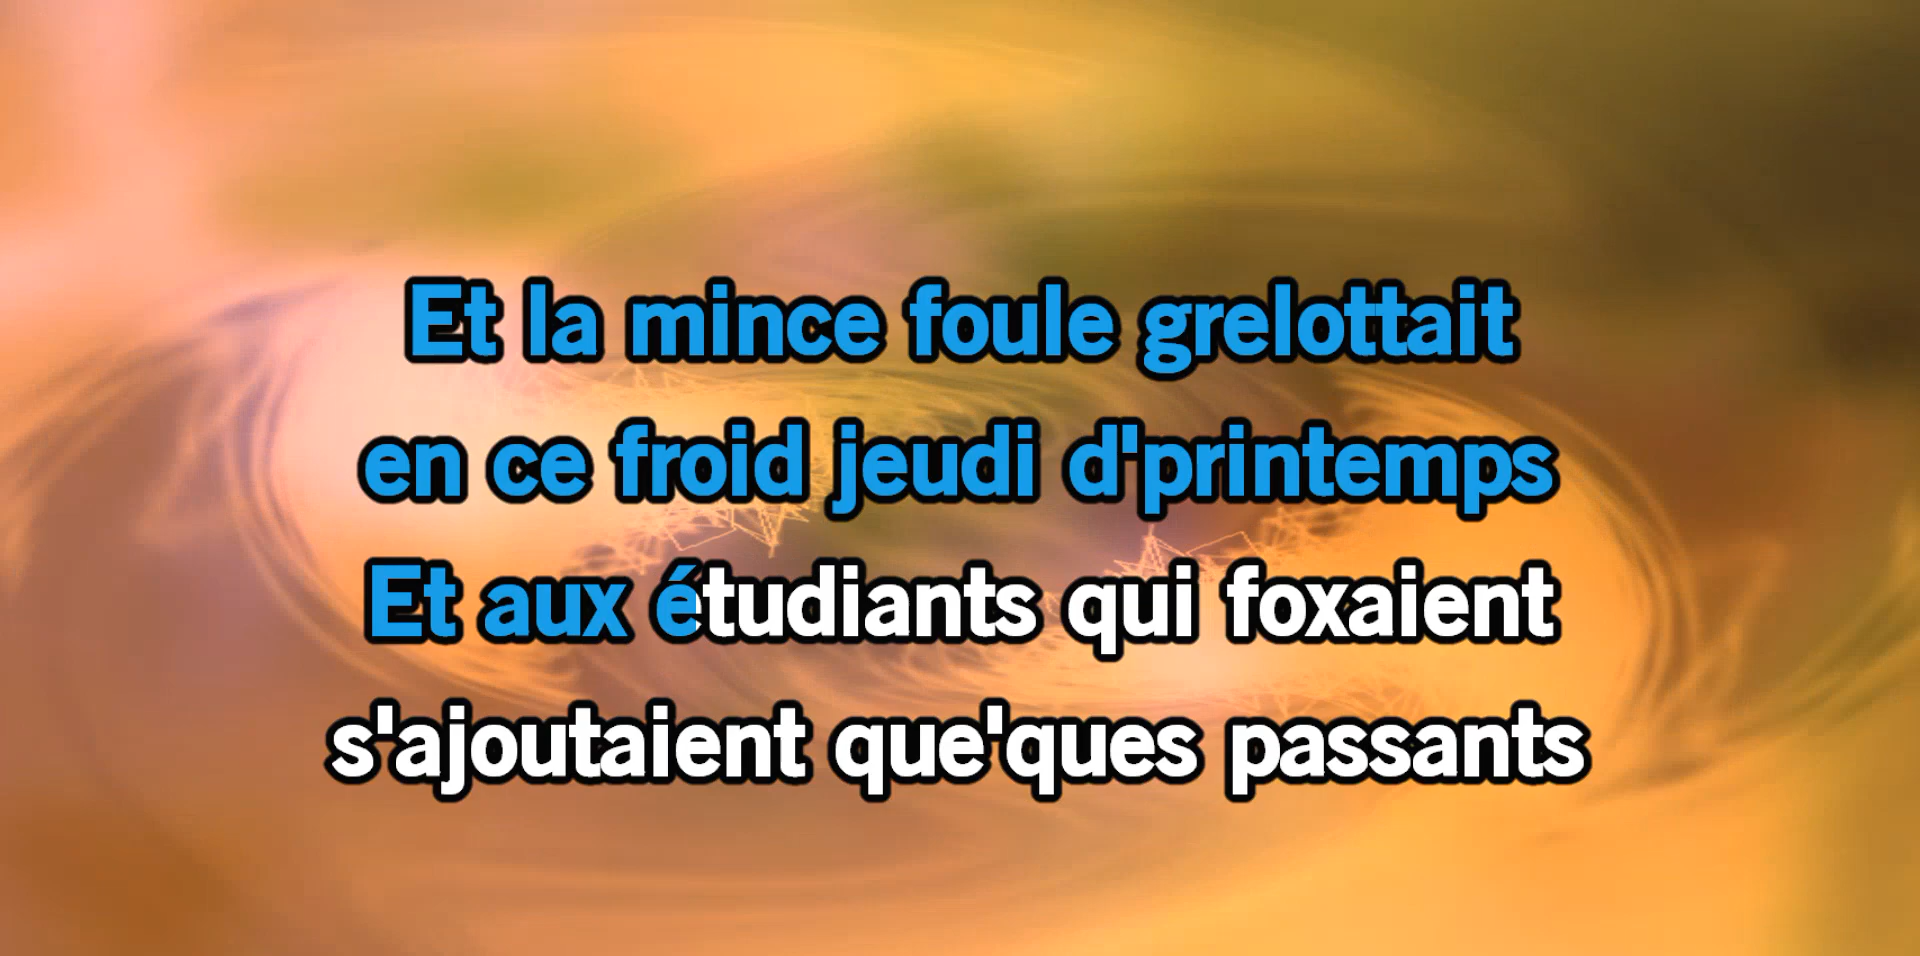 Et la mince foule grelottait
en ce froid jeudi d'printemps
Et aux étudiants qui foxaient
s'ajoutaient que'ques passants